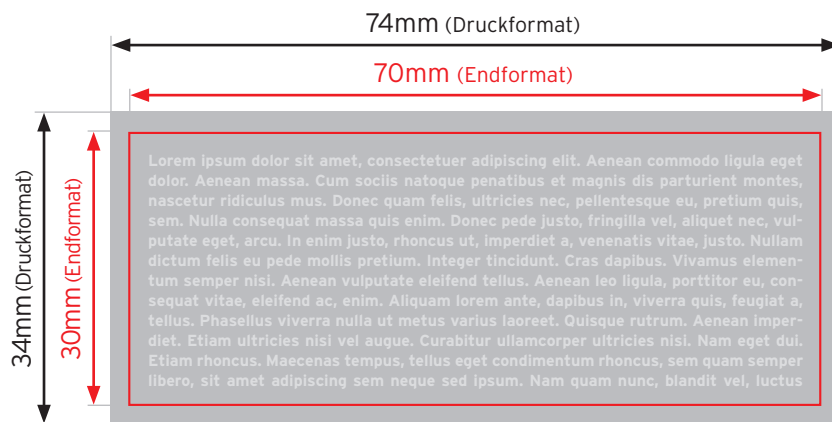 74mm (Druckformat)
70mm (Endformat)
34mm (Druckformat)
30mm (Endformat)
Lorem ipsum dolor sit amet, consectetuer adipiscing elit. Aenean commodo ligula eget
dolor. Aenean massa. Cum sociis natoque penatibus et magnis dis parturient montes,
nascetur ridiculus mus. Donec quam felis, ultricies nec, pellentesque eu, pretium quis,
sem. Nulla consequat massa quis enim. Donec pede justo, fringilla vel, aliquet nec, vul-
putate eget, arcu. In enim justo, rhoncus ut, imperdiet a, venenatis vitae, justo. Nullam
dictum felis eu pede mollis pretium. Integer tincidunt. Cras dapibus. Vivamus elemen-
tum semper nisi. Aenean vulputate eleifend tellus. Aenean leo ligula, porttitor eu, con-
sequat vitae, eleifend ac, enim. Aliquam lorem ante, dapibus in, viverra quis, feugiat a,
tellus. Phasellus viverra nulla ut metus varius laoreet. Quisque rutrum. Aenean imper-
diet. Etiam ultricies nisi vel augue. Curabitur ullamcorper ultricies nisi. Nam eget dui.
Etiam rhoncus. Maecenas tempus, tellus eget condimentum rhoncus, sem quam semper
libero, sit amet adipiscing sem neque sed ipsum. Nam quam nunc, blandit vel, luctus